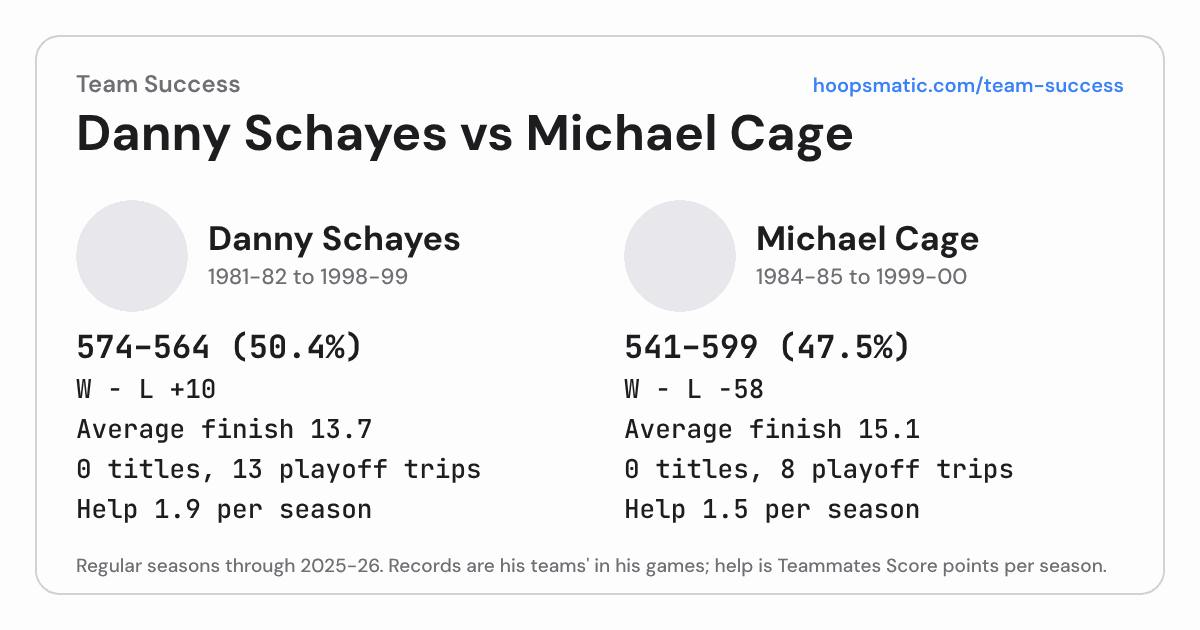 Team Success
hoopsmatic.com/team-success
Danny Schayes vs Michael Cage
Danny Schayes
1981-82 to 1998-99
574–564 (50.4%)
W - L +10
Average finish 13.7
0 titles, 13 playoff trips
Help 1.9 per season
Michael Cage
1984-85 to 1999-00
541–599 (47.5%)
W - L -58
Average finish 15.1
0 titles, 8 playoff trips
Help 1.5 per season
Regular seasons through 2025-26. Records are his teams' in his games; help is Teammates Score points per season.